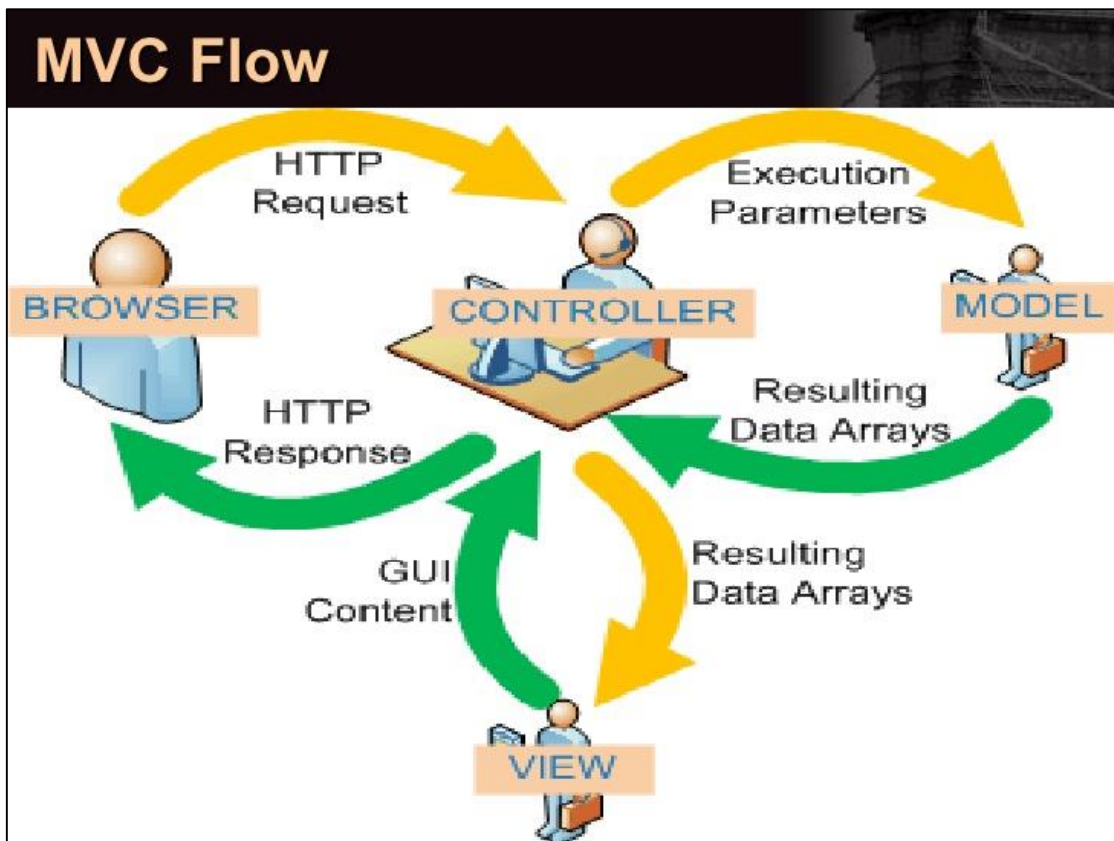 MVC Flow
HTTP
Request
Execution
Parameters
BROWSER
CONTROLLER
MODEL
HTTP
Response
Resulting
Data Arrays
GUI
Content
Resulting
Data Arrays
VIEW